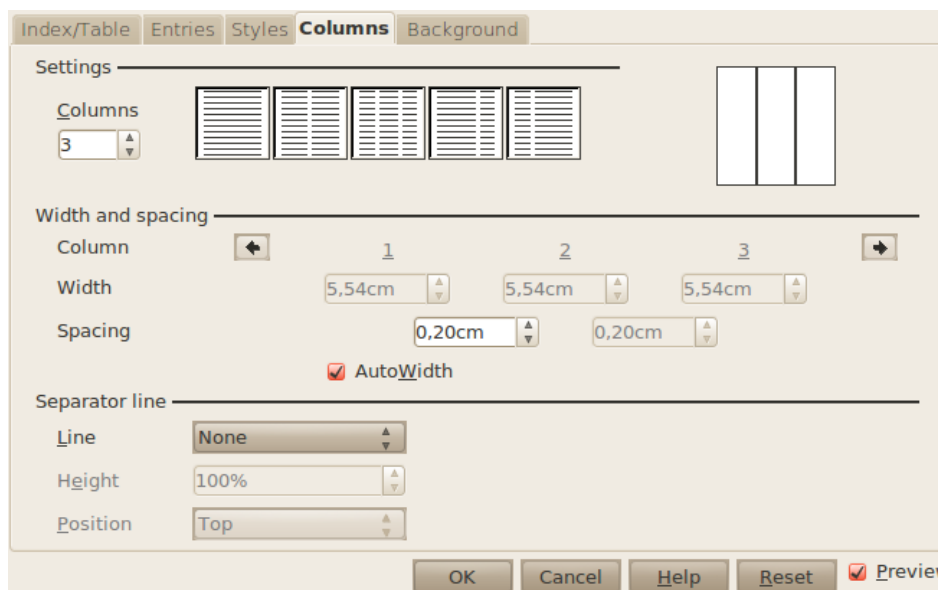 Index/Table Entries Styles Columns Background
Settings
Columns
3
Width and spacing
Column 1 2 3
Width 5,54cm 5,54cm 5,54cm
Spacing 0,20cm 0,20cm
AutoWidth
Separator line
Line None
Height 100%
Position Top
OK Cancel Help Reset Preview